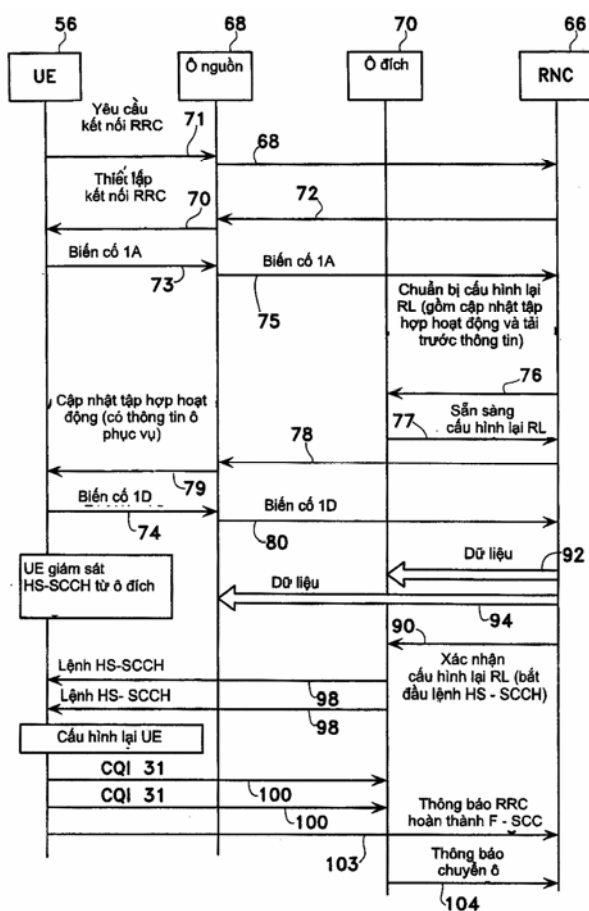 56
68
70
66
UE
Ô nguồn
Ô đích
RNC
Yêu cầu
kết nối RRC
71
68
Thiết lập
kết nối RRC
70
72
Biến cố 1A
73
Biến cố 1A
75
Chuẩn bị cấu hình lại
RL (gồm cập nhật tập
hợp hoạt động và tải
trước thông tin)
76
Cập nhật tập hợp hoạt
động (có thông tin ô
phục vụ)
Sẵn sàng
cấu hình lại RL
77
78
79
Biến cố 1D
74
Biến cố 1D
80
UE giám sát
HS-SCCH từ ô đích
Dữ liệu
92
Dữ liệu
94
90
Xác nhận
cấu hình lại RL (bắt
đầu lệnh HS - SCCH)
Lệnh HS-SCCH
98
Lệnh HS- SCCH
98
Cấu hình lại UE
CQI 31
100
CQI 31
100
Thông báo RRC
hoàn thành F - SCC
103
Thông báo
chuyển ô
104